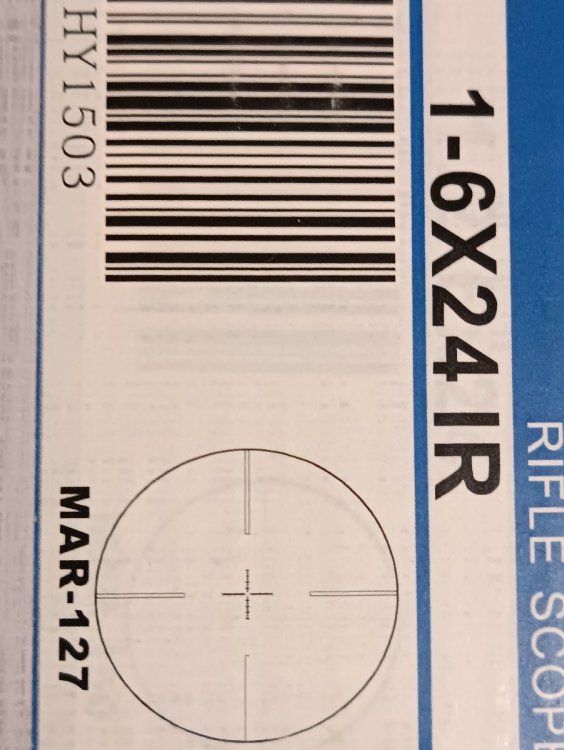 RIFLE SCOPE
1-6X24IR
HY1503
MAR-127